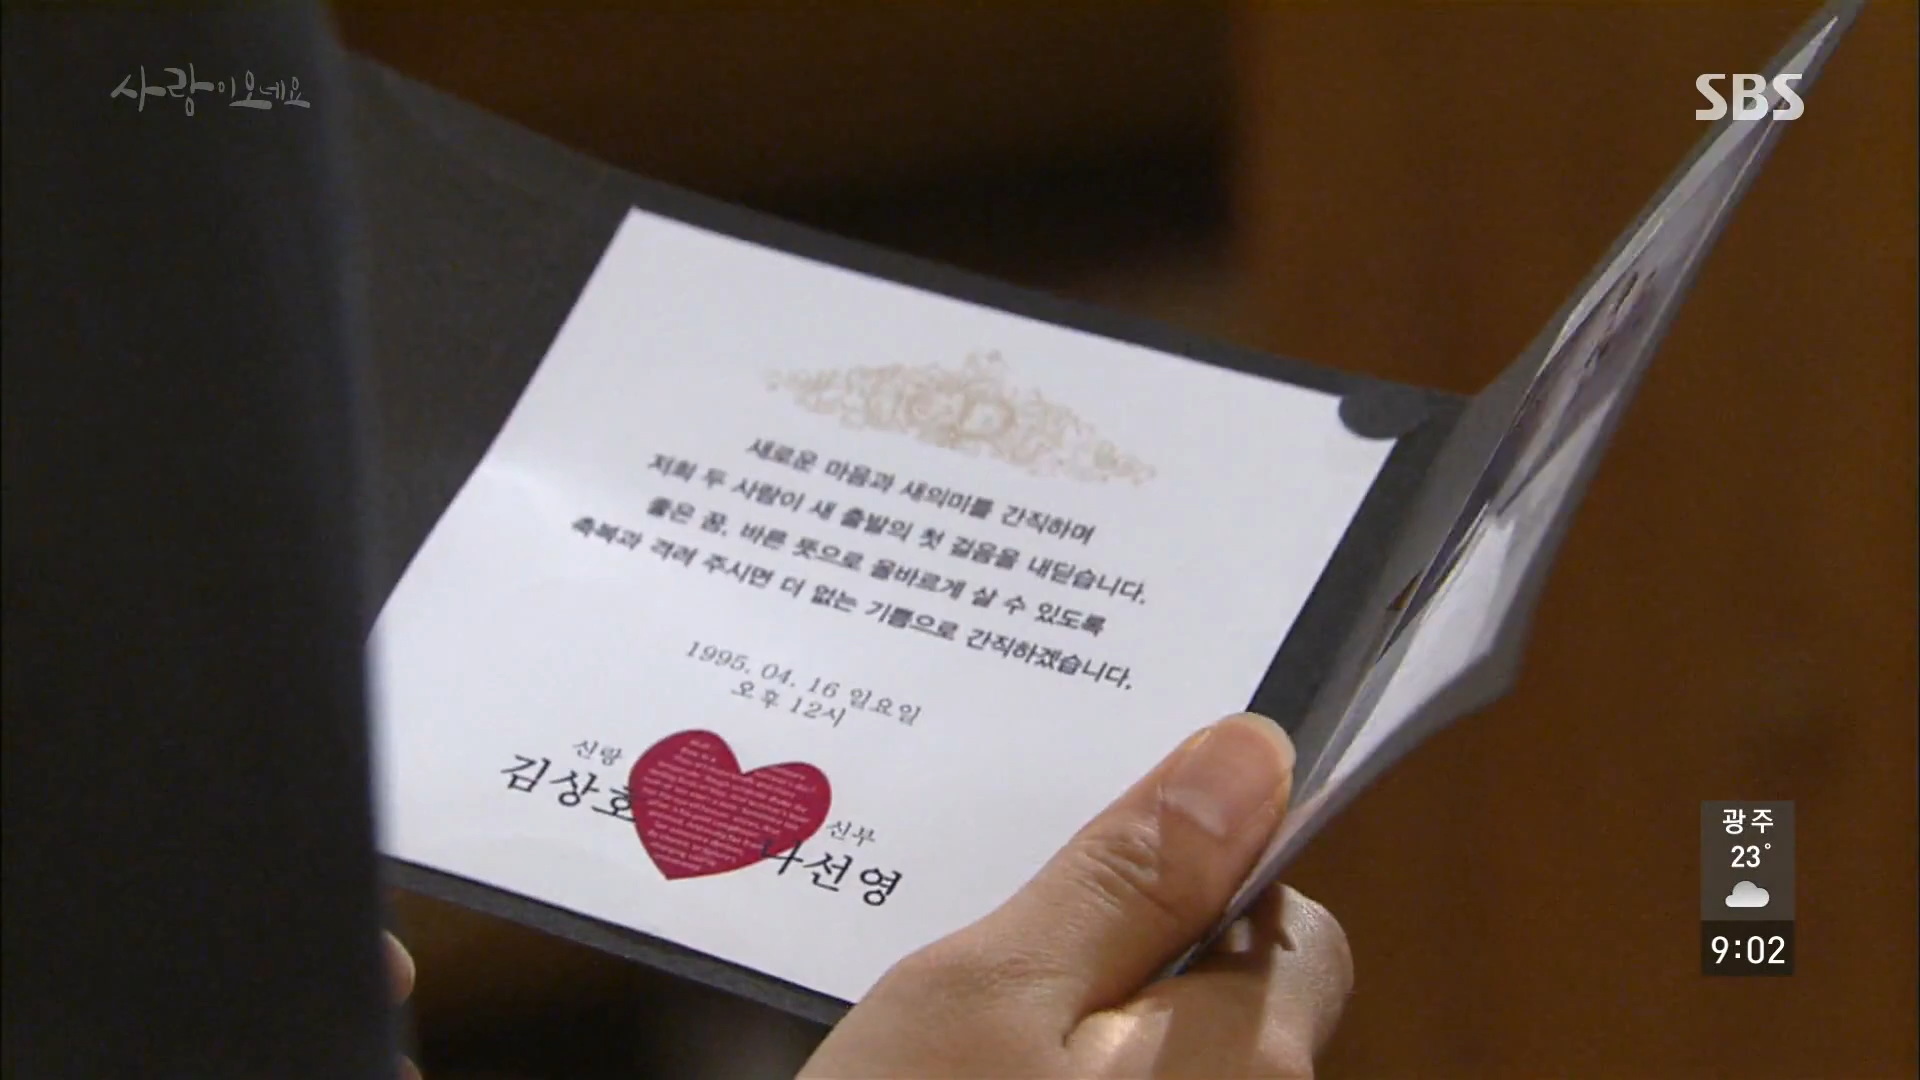 사랑이 오네요
SBS
새로운 마음과 새의미를 간직하며
저희 두 사람이 새 출발의 첫 걸음을 내딛습니다.
좋은 꿈, 바른 뜻으로 올바르게 살 수 있도록
축복과 격려 주시면 더 없는 기쁨으로 간직하겠습니다.
1995. 04. 16 일요일
오후 12시
신랑
김상호
신부
나선영
광주
23°
9:02